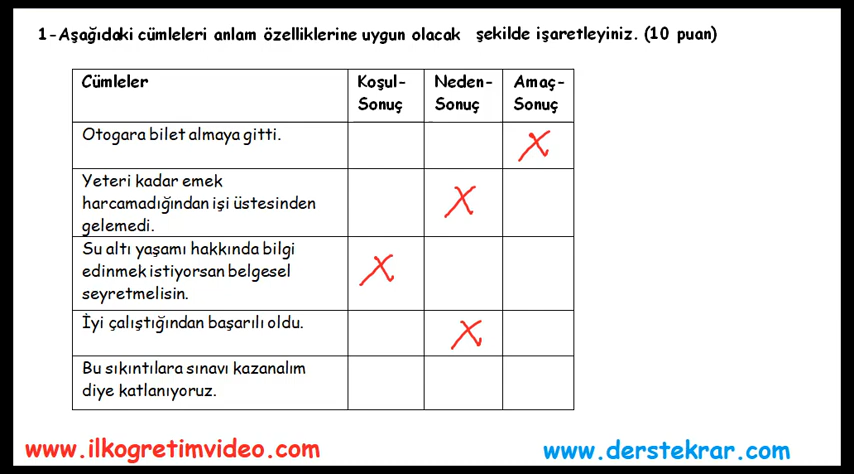 1-Aşağıdaki cümleleri anlam özelliklerine uygun olacak şekilde işaretleyiniz. (10 puan)
Cümleler
Koşul-
Sonuç
Neden-
Sonuç
Amaç-
Sonuç
Otogara bilet almaya gitti.
X
Yeteri kadar emek
harcamadığından işi üstesinden
gelemedi.
X
Su altı yaşamı hakkında bilgi
edinmek istiyorsan belgesel
seyretmelisin.
X
İyi çalıştığından başarılı oldu.
X
Bu sıkıntılara sınavı kazanalım
diye katlanıyoruz.
www.ilkogretimvideo.com
www.derstekrar.com